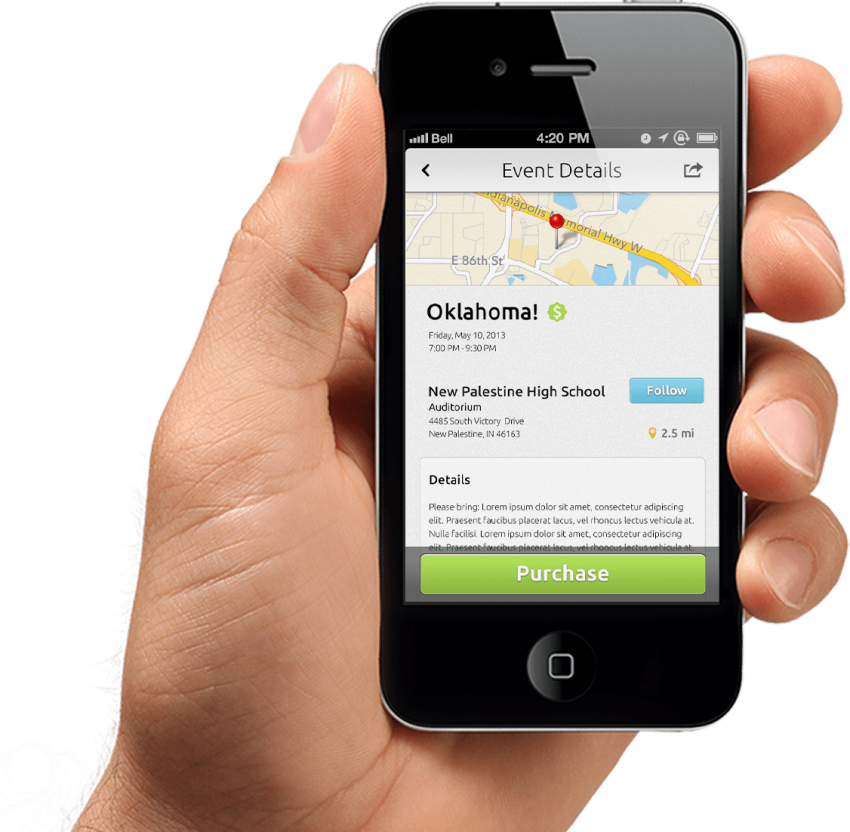 Bell 4:20 PM
Event Details
Indianapolis Memorial Hwy W
E 86th St
Oklahoma! $
Friday, May 10, 2013
7:00 PM - 9:30 PM
New Palestine High School
Follow
Auditorium
4485 South Victory Drive
New Palestine, IN 46163
2.5 mi
Details
Please bring: Lorem ipsum dolor sit amet, consectetur adipiscing
elit. Praesent faucibus placerat lacus, vel rhoncus lectus vehicula at.
Nulla facilisi. Lorem ipsum dolor sit amet, consectetur adipiscing
elit. Praesent faucibus placerat lacus, vel rhoncus lectus vehicula at.
Purchase